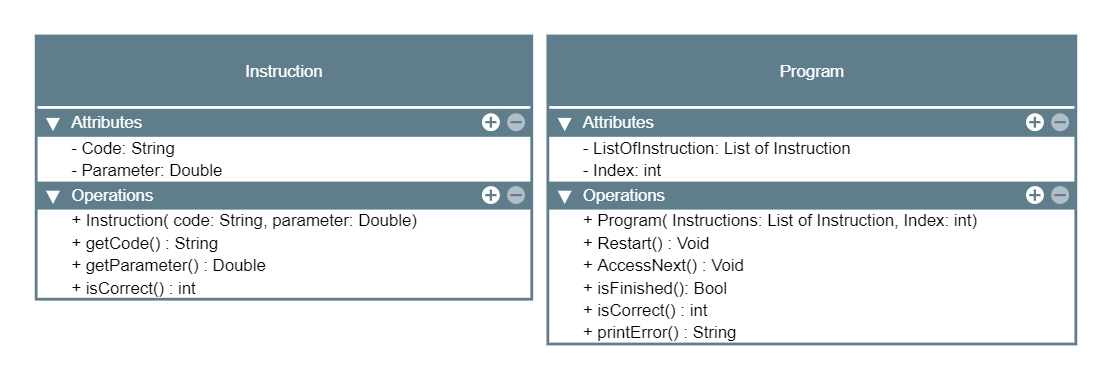 Instruction
Attributes
- Code: String
- Parameter: Double
Operations
+ Instruction( code: String, parameter: Double)
+ getCode() : String
+ getParameter() : Double
+ isCorrect() : int
Program
Attributes
- ListOfInstruction: List of Instruction
- Index: int
Operations
+ Program( Instructions: List of Instruction, Index: int)
+ Restart() : Void
+ AccessNext() : Void
+ isFinished(): Bool
+ isCorrect() : int
+ printError() : String